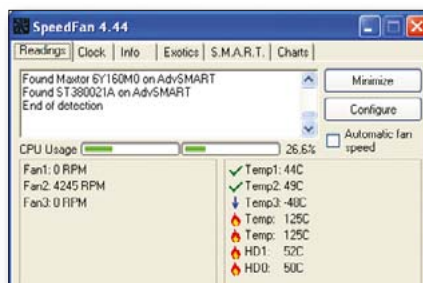 SpeedFan 4.44
Readings Clock Info Exotics S.M.A.R.T. Charts
Found Maxtor 6Y160M0 on AdvSMART
Found ST380021A on AdvSMART
End of detection
Minimize
Configure
Automatic fan speed
CPU Usage 26.6%
Fan1: 0 RPM
Fan2: 4245 RPM
Fan3: 0 RPM
Temp1: 44C
Temp2: 49C
Temp3: -48C
Temp: 125C
Temp: 125C
HD1: 52C
HD0: 50C